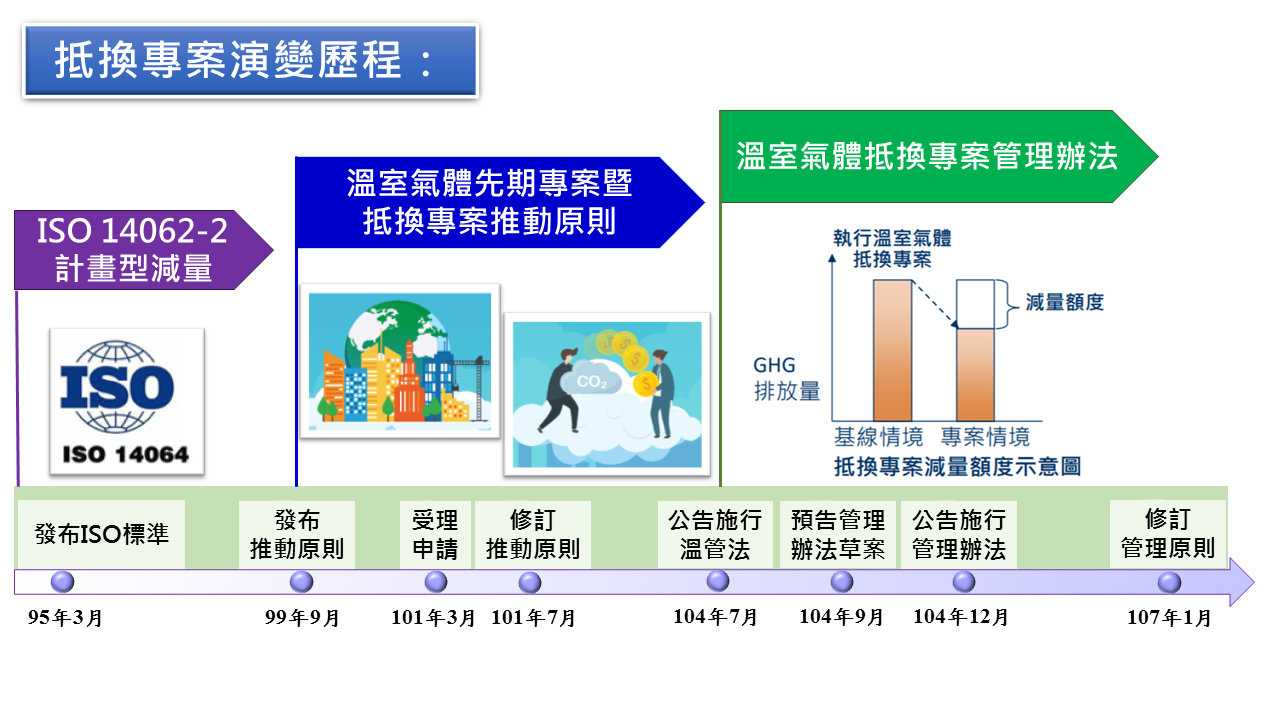 抵換專案演變歷程：
溫室氣體抵換專案管理辦法
溫室氣體先期專案暨
抵換專案推動原則
ISO 14062-2
計畫型減量
ISO
ISO 14064
CO2
執行溫室氣體
抵換專案
減量額度
GHG
排放量
基線情境 專案情境
抵換專案減量額度示意圖
發布ISO標準
發布
推動原則
受理
申請
修訂
推動原則
公告施行
溫管法
預告管理
辦法草案
公告施行
管理辦法
修訂
管理原則
95年3月
99年9月
101年3月
101年7月
104年7月
104年9月
104年12月
107年1月